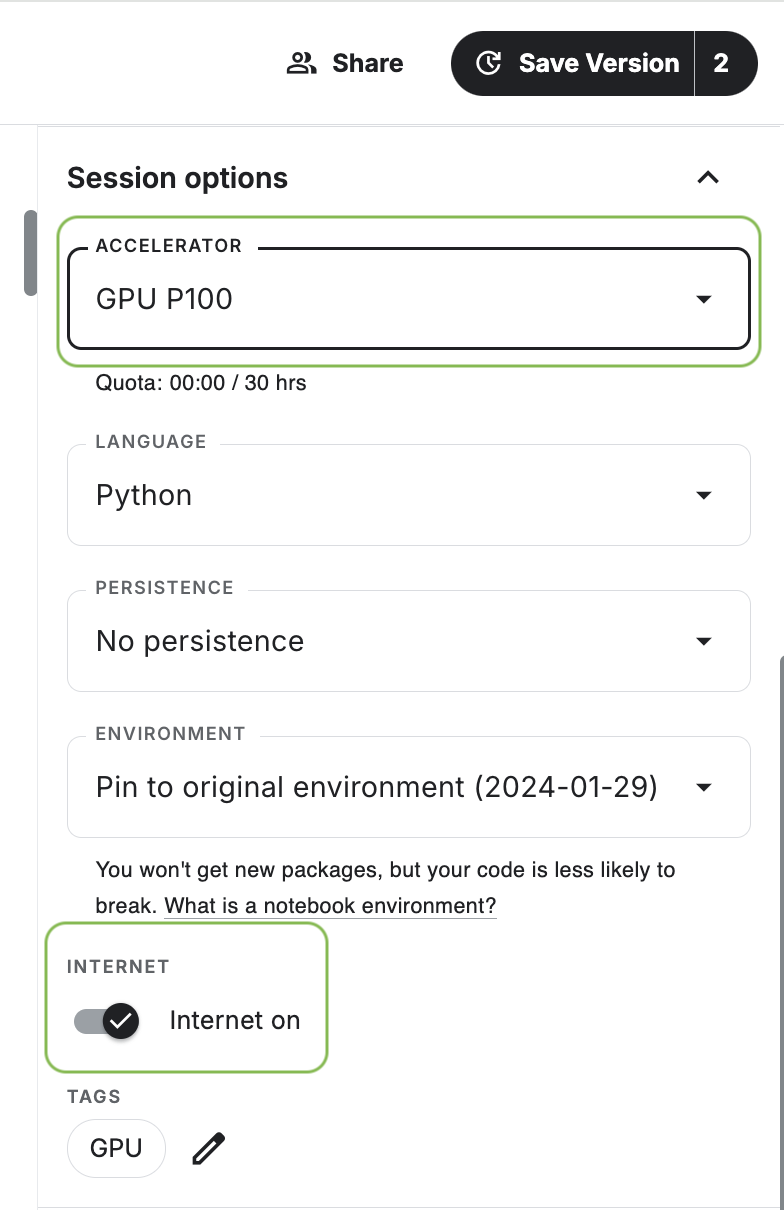 Share
Save Version 2
Session options
ACCELERATOR
GPU P100
Quota: 00:00 / 30 hrs
LANGUAGE
Python
PERSISTENCE
No persistence
ENVIRONMENT
Pin to original environment (2024-01-29)
You won't get new packages, but your code is less likely to
break. What is a notebook environment?
INTERNET
Internet on
TAGS
GPU